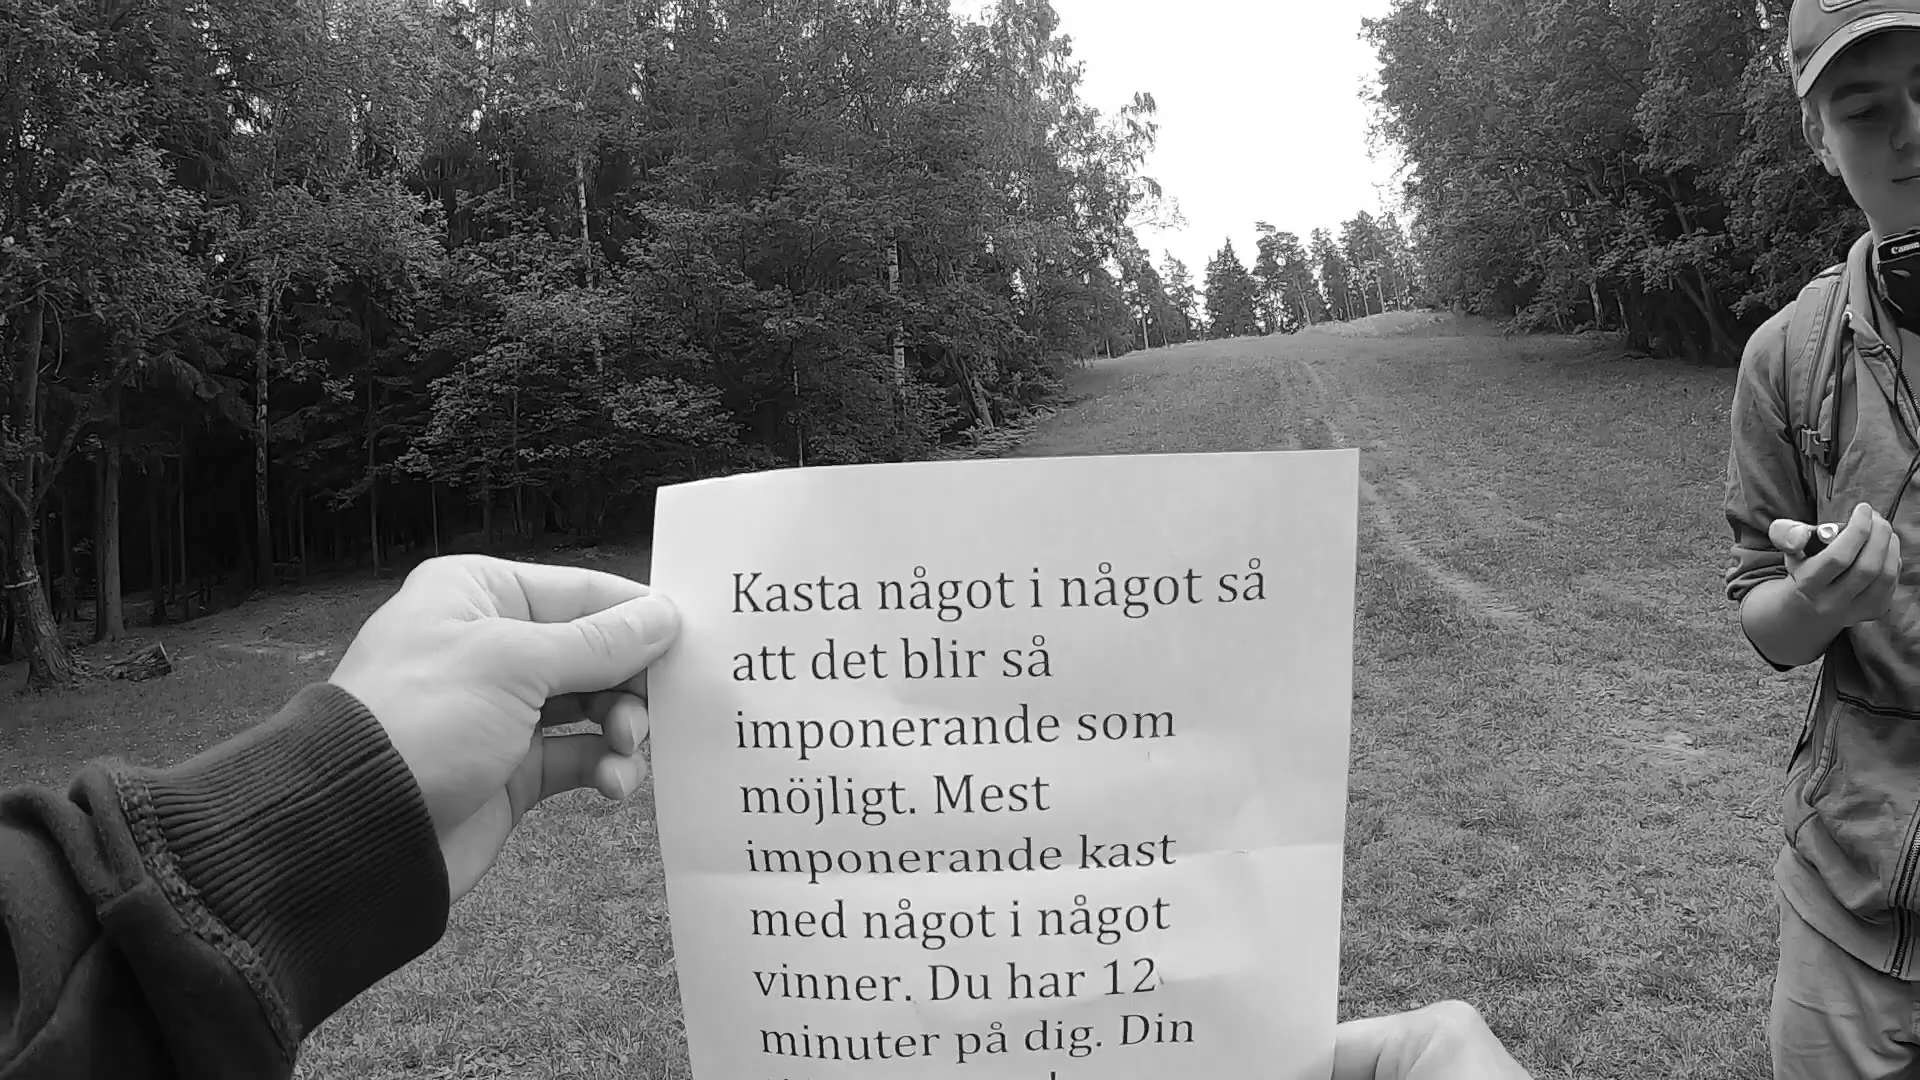 Kasta något i något så
att det blir så
imponerande som
möjligt. Mest
imponerande kast
med något i något
vinner. Du har 12
minuter på dig. Din
Canon